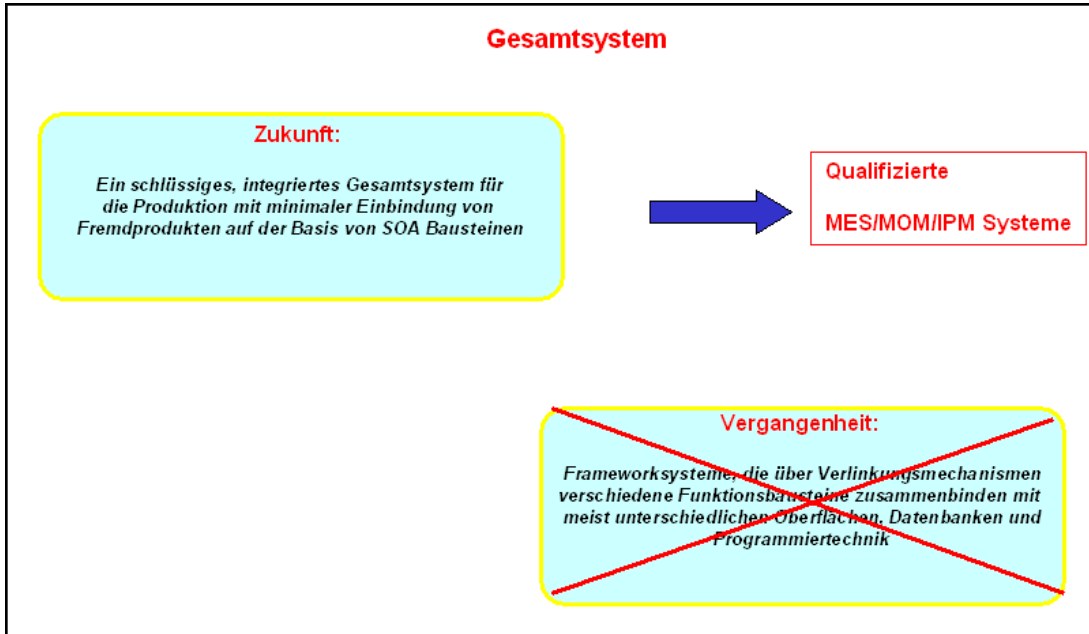 Gesamtsystem
Zukunft:
Ein schlüssiges, integriertes Gesamtsystem für
die Produktion mit minimaler Einbindung von
Fremdprodukten auf der Basis von SOA Bausteinen
Qualifizierte
MES/MOM/IPM Systeme
Vergangenheit:
Frameworksysteme, die über Verlinkungsmechanismen
verschiedene Funktionsbausteine zusammenbinden mit
meist unterschiedlichen Oberflächen, Datenbanken und
Programmiertechnik